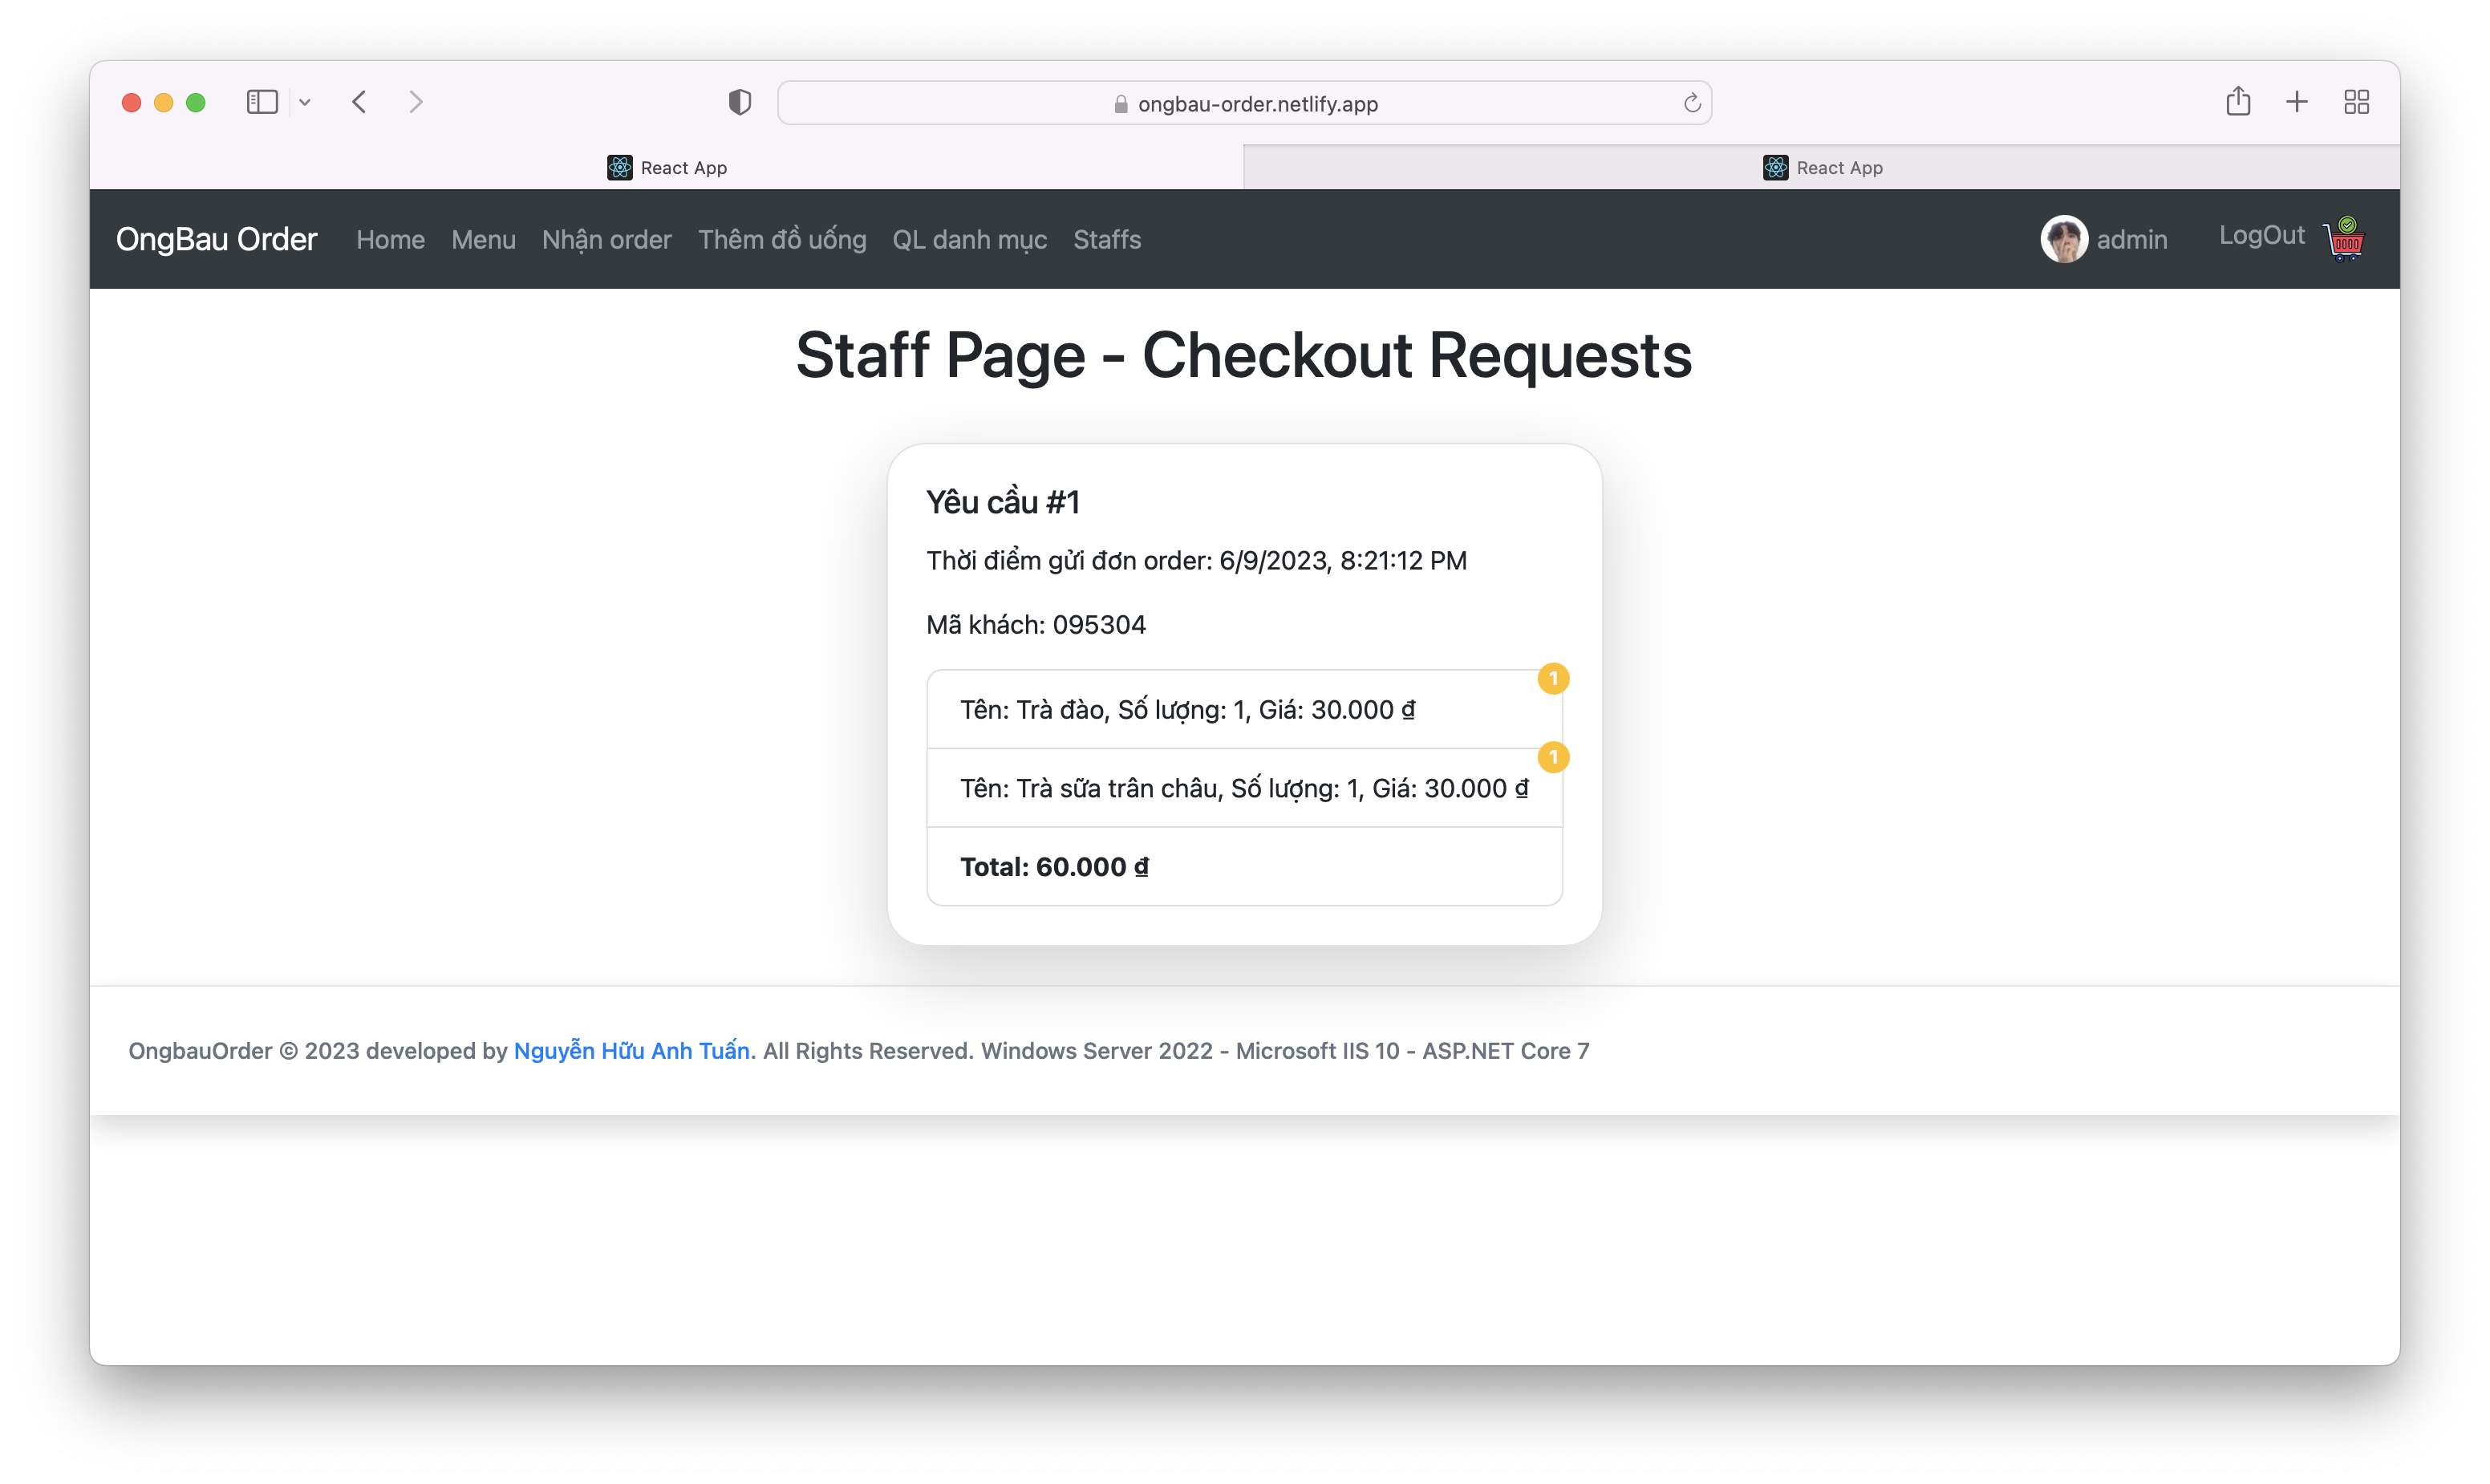 ongbau-order.netlify.app
React App
React App
OngBau Order Home Menu Nhận order Thêm đồ uống QL danh mục Staffs admin LogOut
Staff Page - Checkout Requests
Yêu cầu #1
Thời điểm gửi đơn order: 6/9/2023, 8:21:12 PM
Mã khách: 095304
1
Tên: Trà đào, Số lượng: 1, Giá: 30.000 ₫
1
Tên: Trà sữa trân châu, Số lượng: 1, Giá: 30.000 ₫
Total: 60.000 ₫
OngbauOrder © 2023 developed by Nguyễn Hữu Anh Tuấn. All Rights Reserved. Windows Server 2022 - Microsoft IIS 10 - ASP.NET Core 7